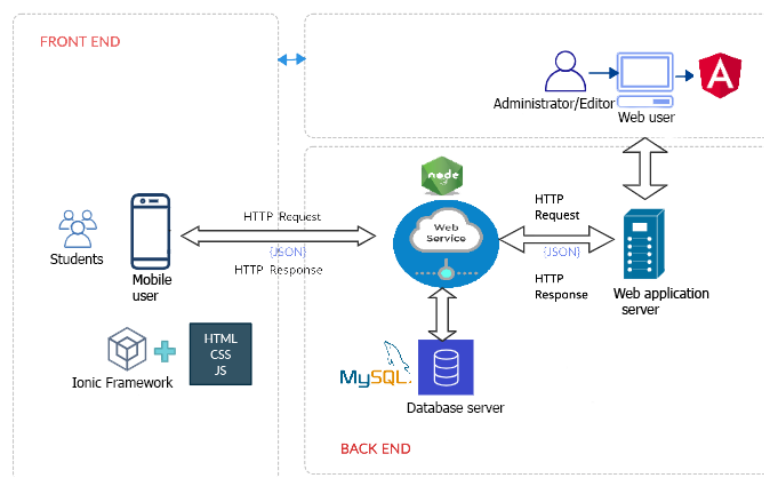 FRONT END
Administrator/Editor
Web user
node
Web
Service
HTTP Request
{JSON}
HTTP Response
HTTP
Request
{JSON}
HTTP
Response
Students
Mobile
user
Web application
server
HTML
CSS
JS
Ionic Framework
MySQL.
Database server
BACK END
A